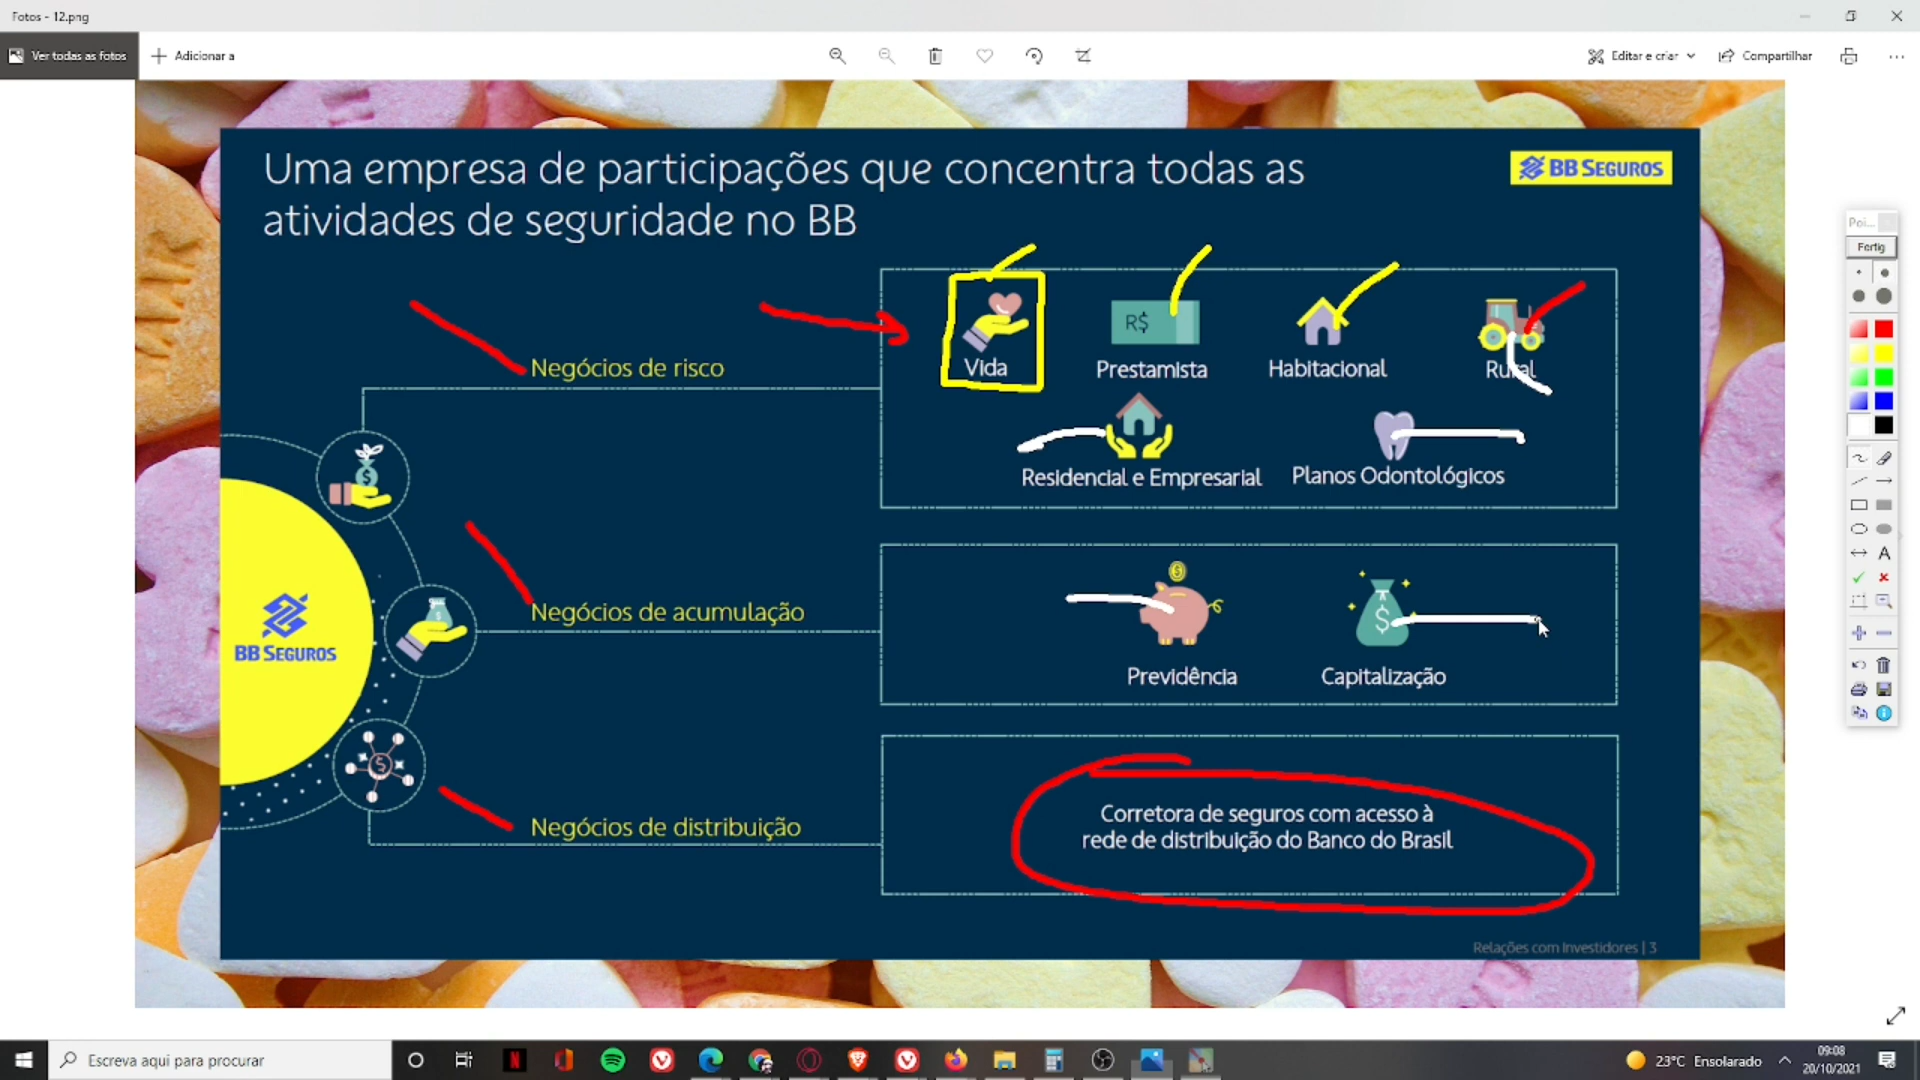 Fotos - 12.png
Ver todas as fotos
Adicionar a
Editar e criar
Compartilhar
Uma empresa de participações que concentra todas as
atividades de seguridade no BB
BB SEGUROS
Negócios de risco
R$
Vida
Prestamista
Habitacional
Rural
Residencial e Empresarial
Planos Odontológicos
BB SEGUROS
Negócios de acumulação
Previdência
Capitalização
Negócios de distribuição
Corretora de seguros com acesso à
rede de distribuição do Banco do Brasil
Relações com Investidores | 3
Poi...
Fertig
A
Escreva aqui para procurar
23°C Ensolarado
09:08
20/10/2021